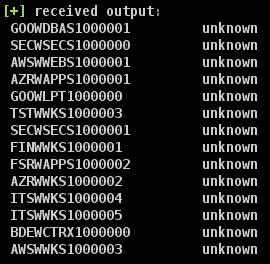 [+] received output:
GOOWDBAS1000001 unknown
SECWSECS1000000 unknown
AWSWWEBS1000001 unknown
AZRWAPPS1000001 unknown
GOOWLPT1000000 unknown
TSTWWKS1000003 unknown
SECWSECS1000001 unknown
FINWWKS1000001 unknown
FSRWAPPS1000002 unknown
AZRWWKS1000002 unknown
ITSWWKS1000004 unknown
ITSWWKS1000005 unknown
BDEWCTRX1000000 unknown
AWSWWKS1000003 unknown